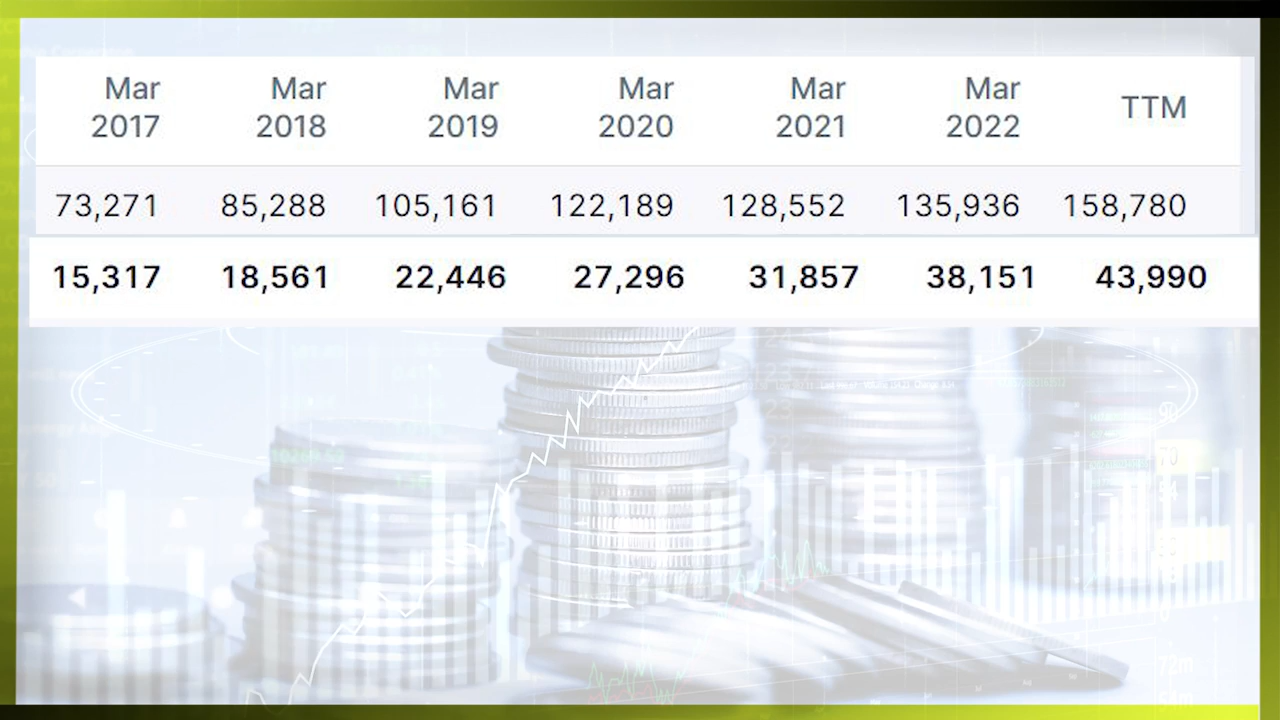 Mar 2017 Mar 2018 Mar 2019 Mar 2020 Mar 2021 Mar 2022 TTM
73,271 85,288 105,161 122,189 128,552 135,936 158,780
15,317 18,561 22,446 27,296 31,857 38,151 43,990